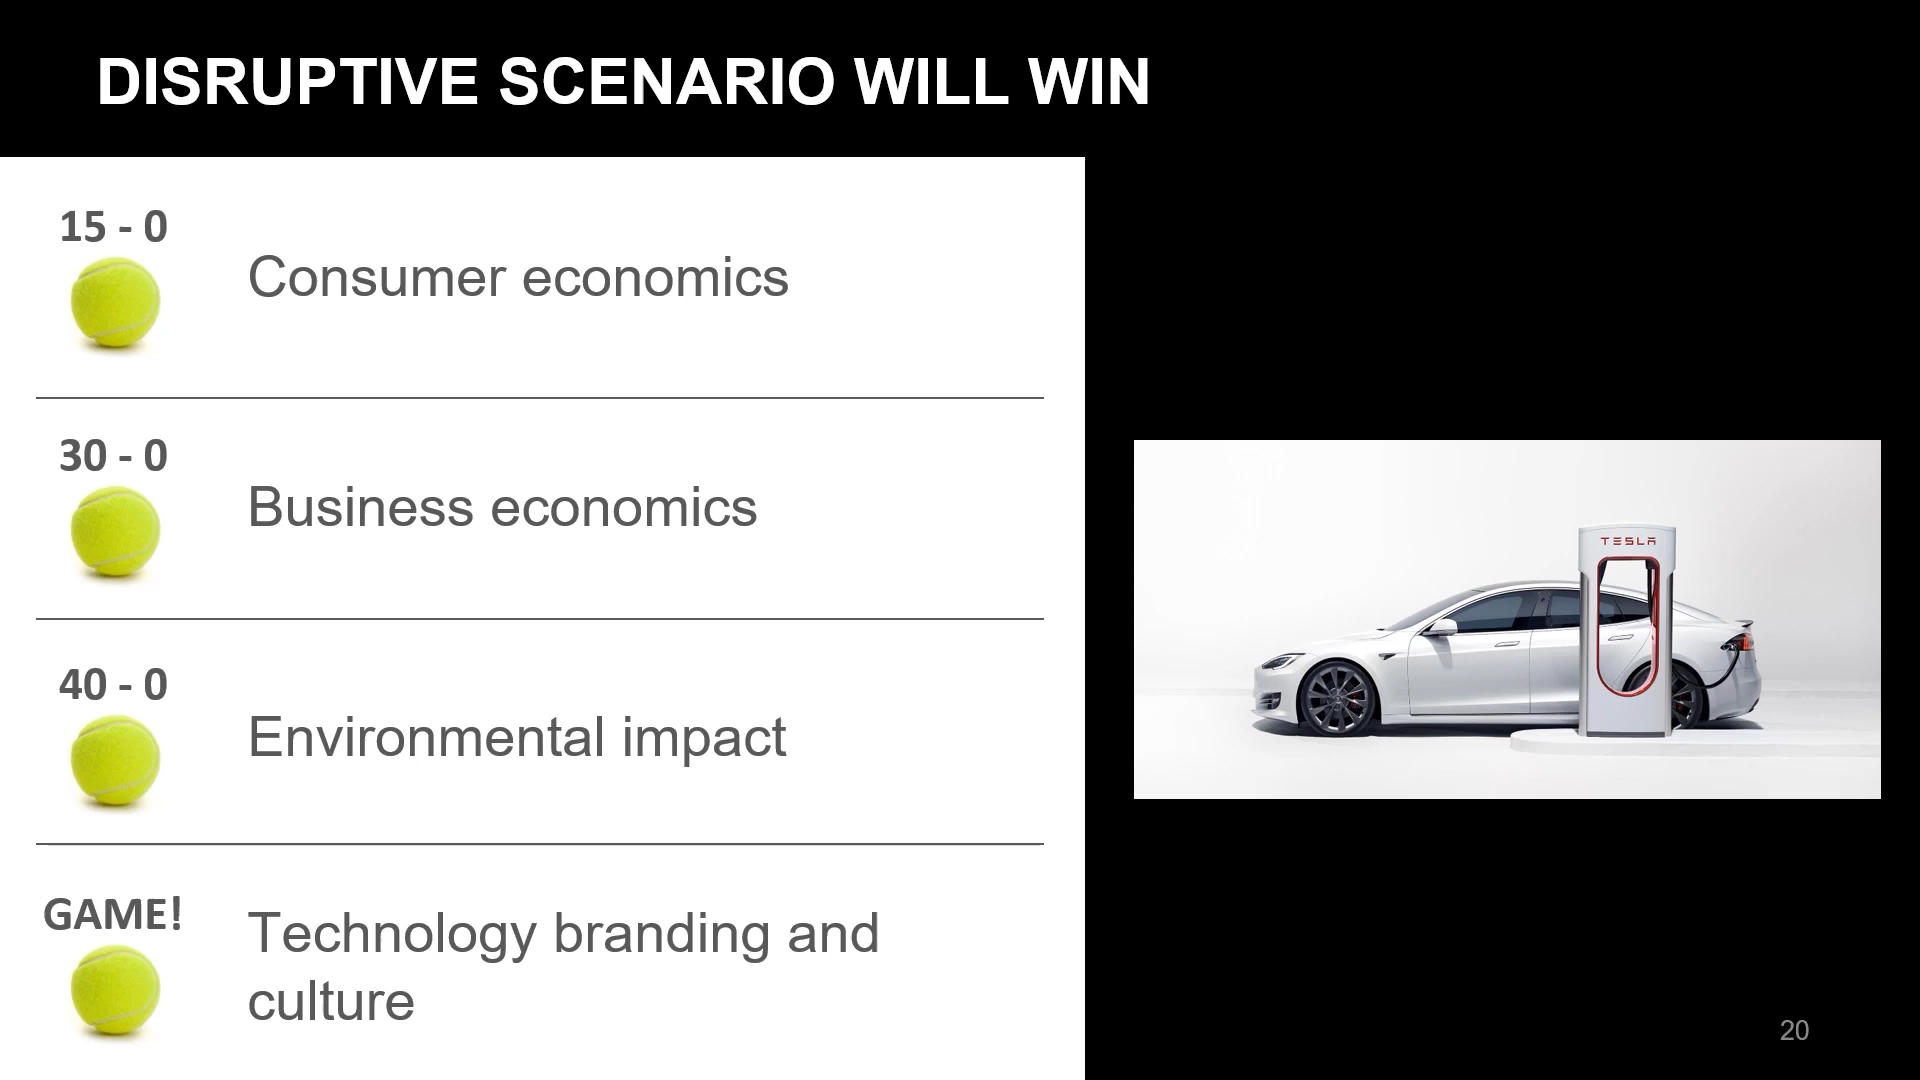 DISRUPTIVE SCENARIO WILL WIN
15 - 0
Consumer economics
30 - 0
Business economics
40 - 0
Environmental impact
GAME!
Technology branding and
culture
TESLA
20